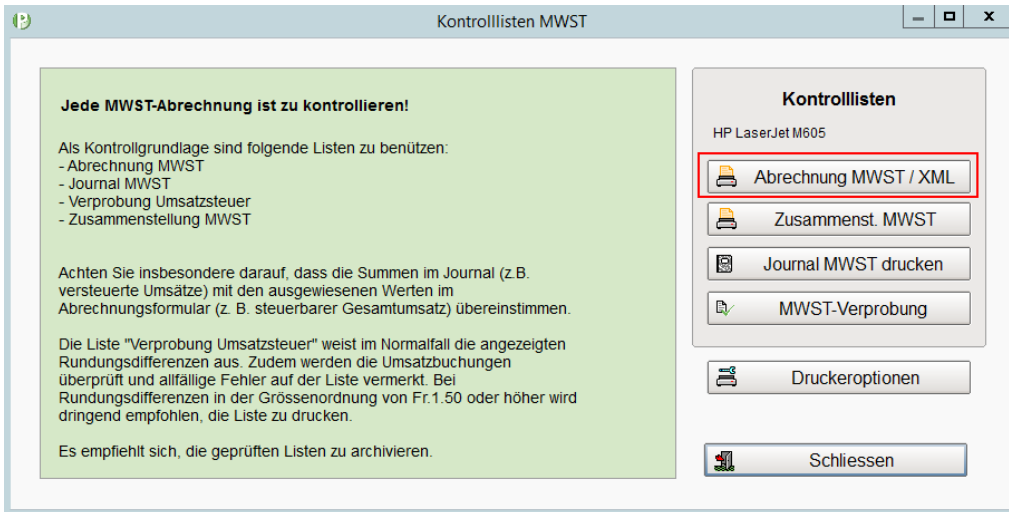 Kontrolllisten MWST
Jede MWST-Abrechnung ist zu kontrollieren!
Als Kontrollgrundlage sind folgende Listen zu benützen:
- Abrechnung MWST
- Journal MWST
- Verprobung Umsatzsteuer
- Zusammenstellung MWST
Achten Sie insbesondere darauf, dass die Summen im Journal (z.B.
versteuerte Umsätze) mit den ausgewiesenen Werten im
Abrechnungsformular (z. B. steuerbarer Gesamtumsatz) übereinstimmen.
Die Liste "Verprobung Umsatzsteuer" weist im Normalfall die angezeigten
Rundungsdifferenzen aus. Zudem werden die Umsatzbuchungen
überprüft und allfällige Fehler auf der Liste vermerkt. Bei
Rundungsdifferenzen in der Grössenordnung von Fr.1.50 oder höher wird
dringend empfohlen, die Liste zu drucken.
Es empfiehlt sich, die geprüften Listen zu archivieren.
Kontrolllisten
HP LaserJet M605
Abrechnung MWST / XML
Zusammenst. MWST
Journal MWST drucken
MWST-Verprobung
Druckeroptionen
Schliessen